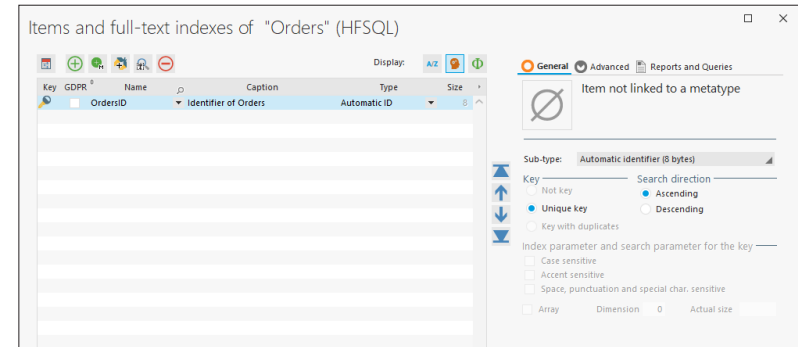 Items and full-text indexes of "Orders" (HFSQL)
Display: A/Z
Key GDPR Name Caption Type Size
OrdersID Identifier of Orders Automatic ID 8
General Advanced Reports and Queries
Item not linked to a metatype
Sub-type: Automatic identifier (8 bytes)
Key Search direction
Not key Ascending
Unique key Descending
Key with duplicates
Index parameter and search parameter for the key
Case sensitive
Accent sensitive
Space, punctuation and special char. sensitive
Array Dimension 0 Actual size